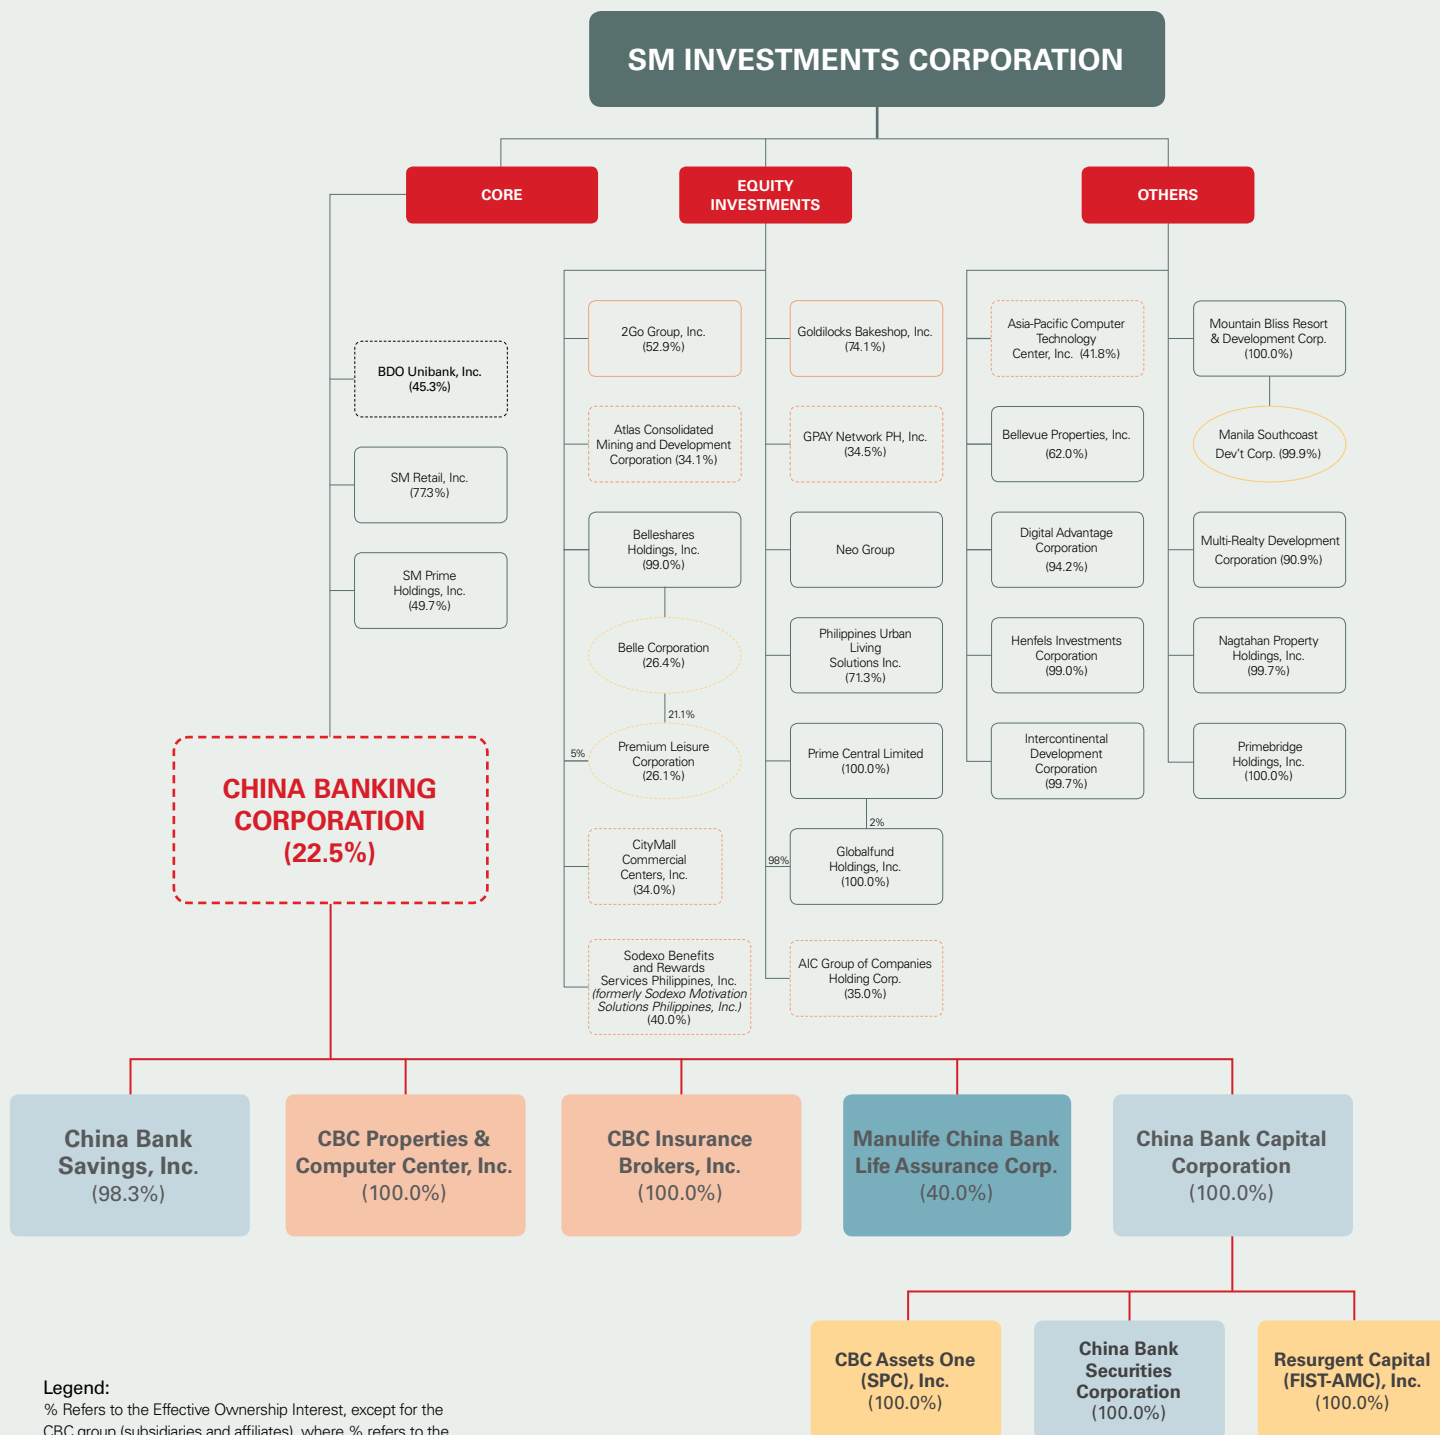 SM INVESTMENTS CORPORATION
CORE
EQUITY
INVESTMENTS
OTHERS
BDO Unibank, Inc.
(45.3%)
SM Retail, Inc.
(77.3%)
SM Prime
Holdings, Inc.
(49.7%)
CHINA BANKING
CORPORATION
(22.5%)
2Go Group, Inc.
(52.9%)
Atlas Consolidated
Mining and Development
Corporation (34.1%)
Belleshares
Holdings, Inc.
(99.0%)
Belle Corporation
(26.4%)
21.1%
5%
Premium Leisure
Corporation
(26.1%)
CityMall
Commercial
Centers, Inc.
(34.0%)
Sodexo Benefits
and Rewards
Services Philippines, Inc.
(formerly Sodexo Motivation
Solutions Philippines, Inc.)
(40.0%)
Goldilocks Bakeshop, Inc.
(74.1%)
GPAY Network PH, Inc.
(34.5%)
Neo Group
Philippines Urban
Living
Solutions Inc.
(71.3%)
Prime Central Limited
(100.0%)
2%
98%
Globalfund
Holdings, Inc.
(100.0%)
AIC Group of Companies
Holding Corp.
(35.0%)
Asia-Pacific Computer
Technology
Center, Inc. (41.8%)
Bellevue Properties, Inc.
(62.0%)
Digital Advantage
Corporation
(94.2%)
Henfels Investments
Corporation
(99.0%)
Intercontinental
Development
Corporation
(99.7%)
Mountain Bliss Resort
& Development Corp.
(100.0%)
Manila Southcoast
Dev't Corp. (99.9%)
Multi-Realty Development
Corporation (90.9%)
Nagtahan Property
Holdings, Inc.
(99.7%)
Primebridge
Holdings, Inc.
(100.0%)
China Bank
Savings, Inc.
(98.3%)
CBC Properties &
Computer Center, Inc.
(100.0%)
CBC Insurance
Brokers, Inc.
(100.0%)
Manulife China Bank
Life Assurance Corp.
(40.0%)
China Bank Capital
Corporation
(100.0%)
CBC Assets One
(SPC), Inc.
(100.0%)
China Bank
Securities
Corporation
(100.0%)
Resurgent Capital
(FIST-AMC), Inc.
(100.0%)
Legend:
% Refers to the Effective Ownership Interest, except for the
CBC group (subsidiaries and affiliates), where % refers to the